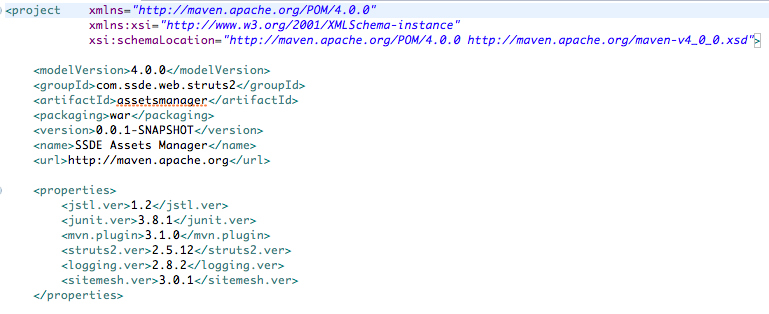 <project xmlns="http://maven.apache.org/POM/4.0.0"
xmlns:xsi="http://www.w3.org/2001/XMLSchema-instance"
xsi:schemaLocation="http://maven.apache.org/POM/4.0.0 http://maven.apache.org/maven-v4_0_0.xsd">
<modelVersion>4.0.0</modelVersion>
<groupId>com.ssde.web.struts2</groupId>
<artifactId>assetsmanager</artifactId>
<packaging>war</packaging>
<version>0.0.1-SNAPSHOT</version>
<name>SSDE Assets Manager</name>
<url>http://maven.apache.org</url>
<properties>
<jstl.ver>1.2</jstl.ver>
<junit.ver>3.8.1</junit.ver>
<mvn.plugin>3.1.0</mvn.plugin>
<struts2.ver>2.5.12</struts2.ver>
<logging.ver>2.8.2</logging.ver>
<sitemesh.ver>3.0.1</sitemesh.ver>
</properties>